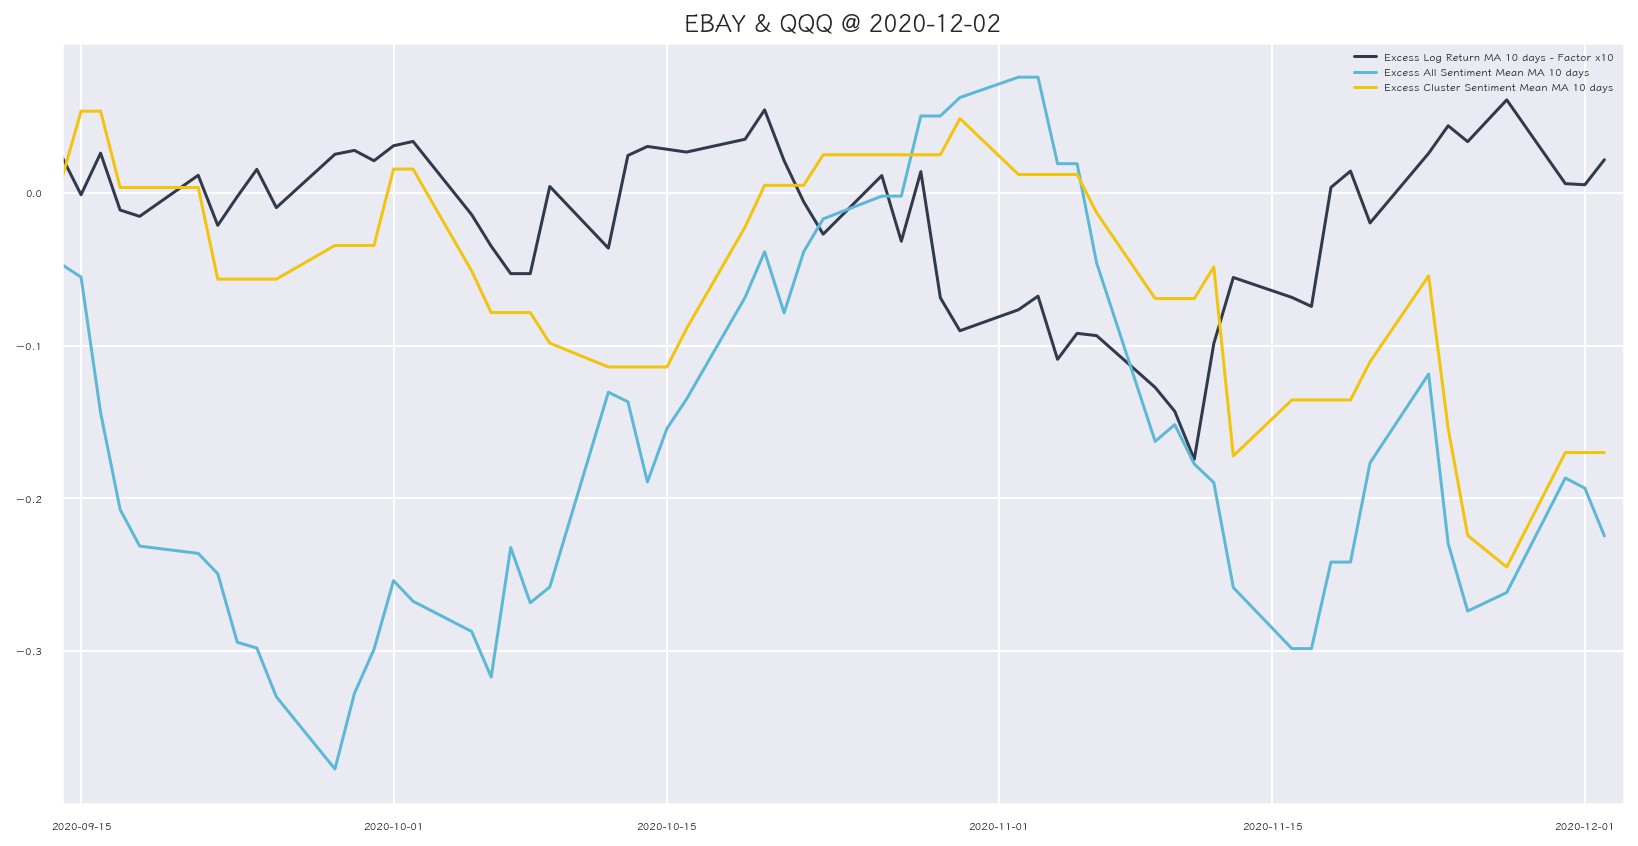 EBAY & QQQ @ 2020-12-02
Excess Log Return MA 10 days - Factor x10
Excess All Sentiment Mean MA 10 days
Excess Cluster Sentiment Mean MA 10 days
0.0
−0.1
−0.2
−0.3
2020-09-15
2020-10-01
2020-10-15
2020-11-01
2020-11-15
2020-12-01